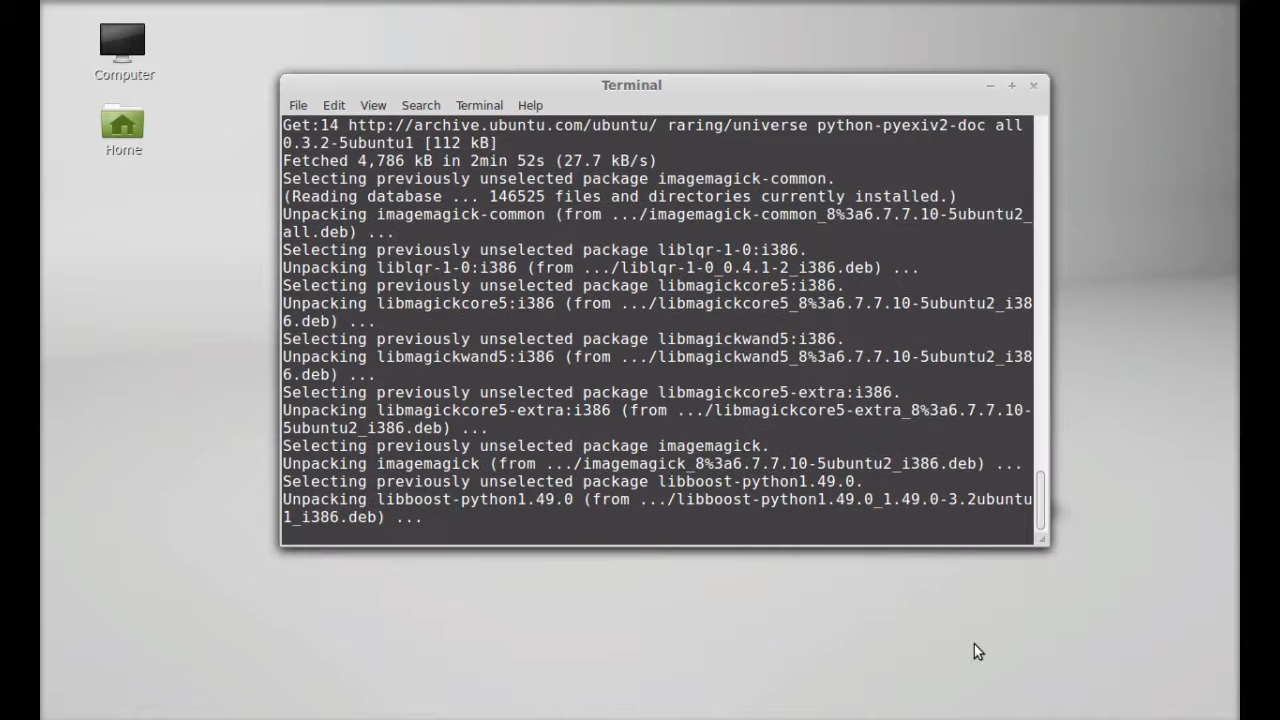 Computer
Home
Terminal
File Edit View Search Terminal Help
Get:14 http://archive.ubuntu.com/ubuntu/ raring/universe python-pyexiv2-doc all
0.3.2-5ubuntu1 [112 kB]
Fetched 4,786 kB in 2min 52s (27.7 kB/s)
Selecting previously unselected package imagemagick-common.
(Reading database ... 146525 files and directories currently installed.)
Unpacking imagemagick-common (from .../imagemagick-common_8%3a6.7.7.10-5ubuntu2_
all.deb) ...
Selecting previously unselected package liblqr-1-0:i386.
Unpacking liblqr-1-0:i386 (from .../liblqr-1-0_0.4.1-2_i386.deb) ...
Selecting previously unselected package libmagickcore5:i386.
Unpacking libmagickcore5:i386 (from .../libmagickcore5_8%3a6.7.7.10-5ubuntu2_i38
6.deb) ...
Selecting previously unselected package libmagickwand5:i386.
Unpacking libmagickwand5:i386 (from .../libmagickwand5_8%3a6.7.7.10-5ubuntu2_i38
6.deb) ...
Selecting previously unselected package libmagickcore5-extra:i386.
Unpacking libmagickcore5-extra:i386 (from .../libmagickcore5-extra_8%3a6.7.7.10-
5ubuntu2_i386.deb) ...
Selecting previously unselected package imagemagick.
Unpacking imagemagick (from .../imagemagick_8%3a6.7.7.10-5ubuntu2_i386.deb) ...
Selecting previously unselected package libboost-python1.49.0.
Unpacking libboost-python1.49.0 (from .../libboost-python1.49.0_1.49.0-3.2ubuntu
1_i386.deb) ...